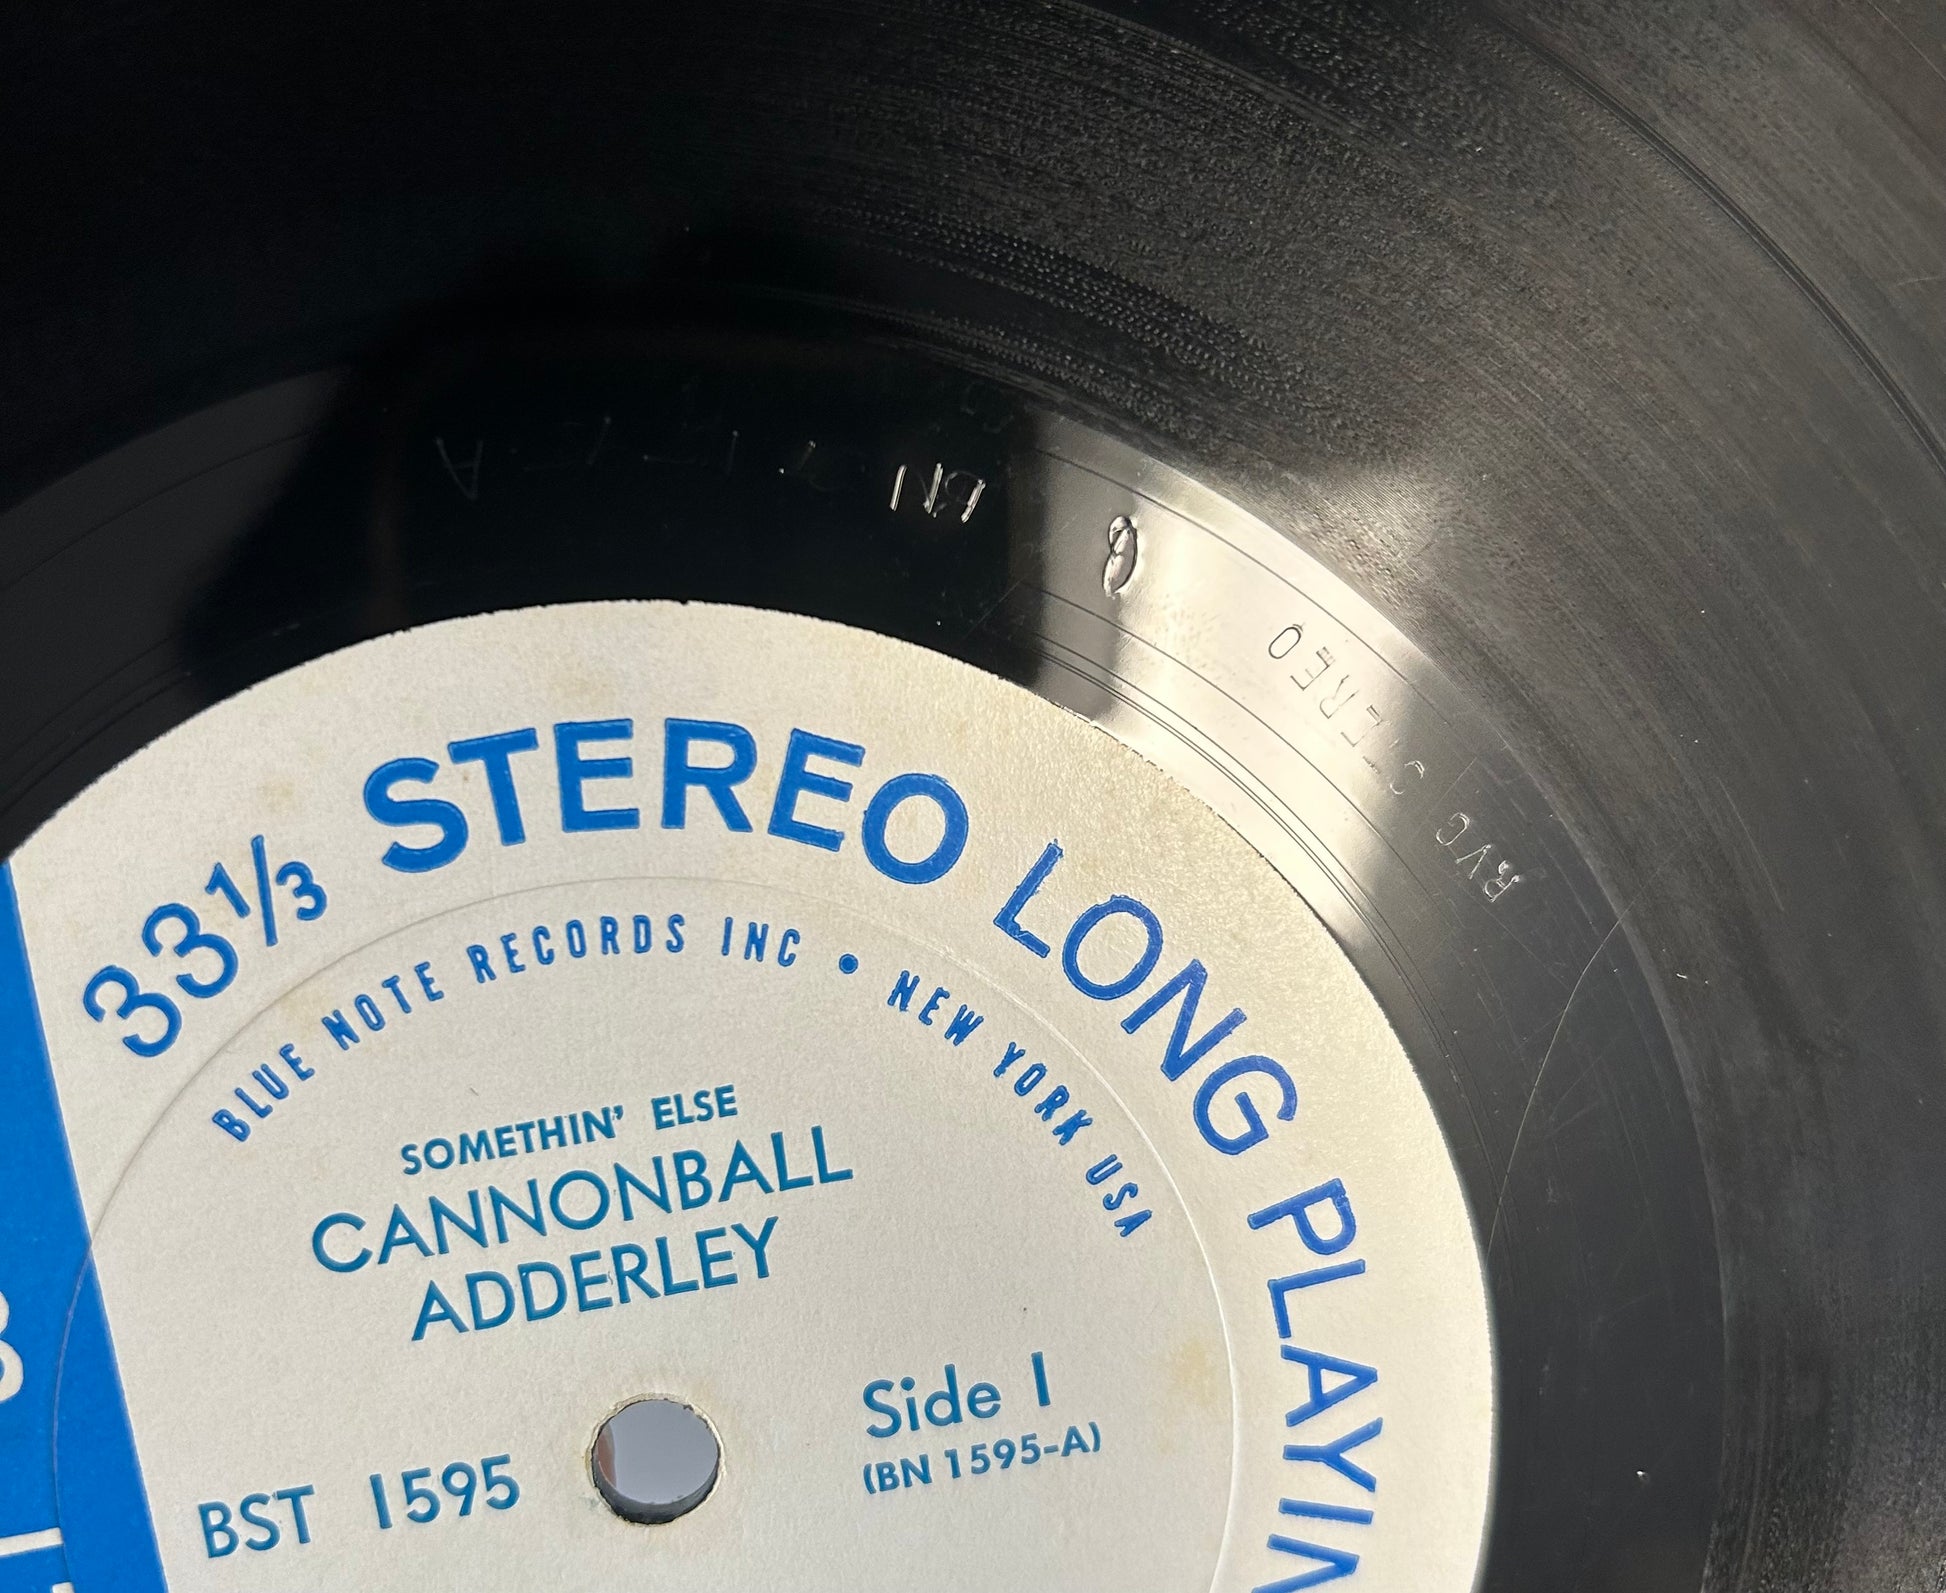 33⅓ STEREO LONG PLAYIN
BLUE NOTE RECORDS INC • NEW YORK USA
SOMETHIN' ELSE
CANNONBALL
ADDERLEY
Side 1
(BN 1595-A)
BST 1595
RVG STEREO